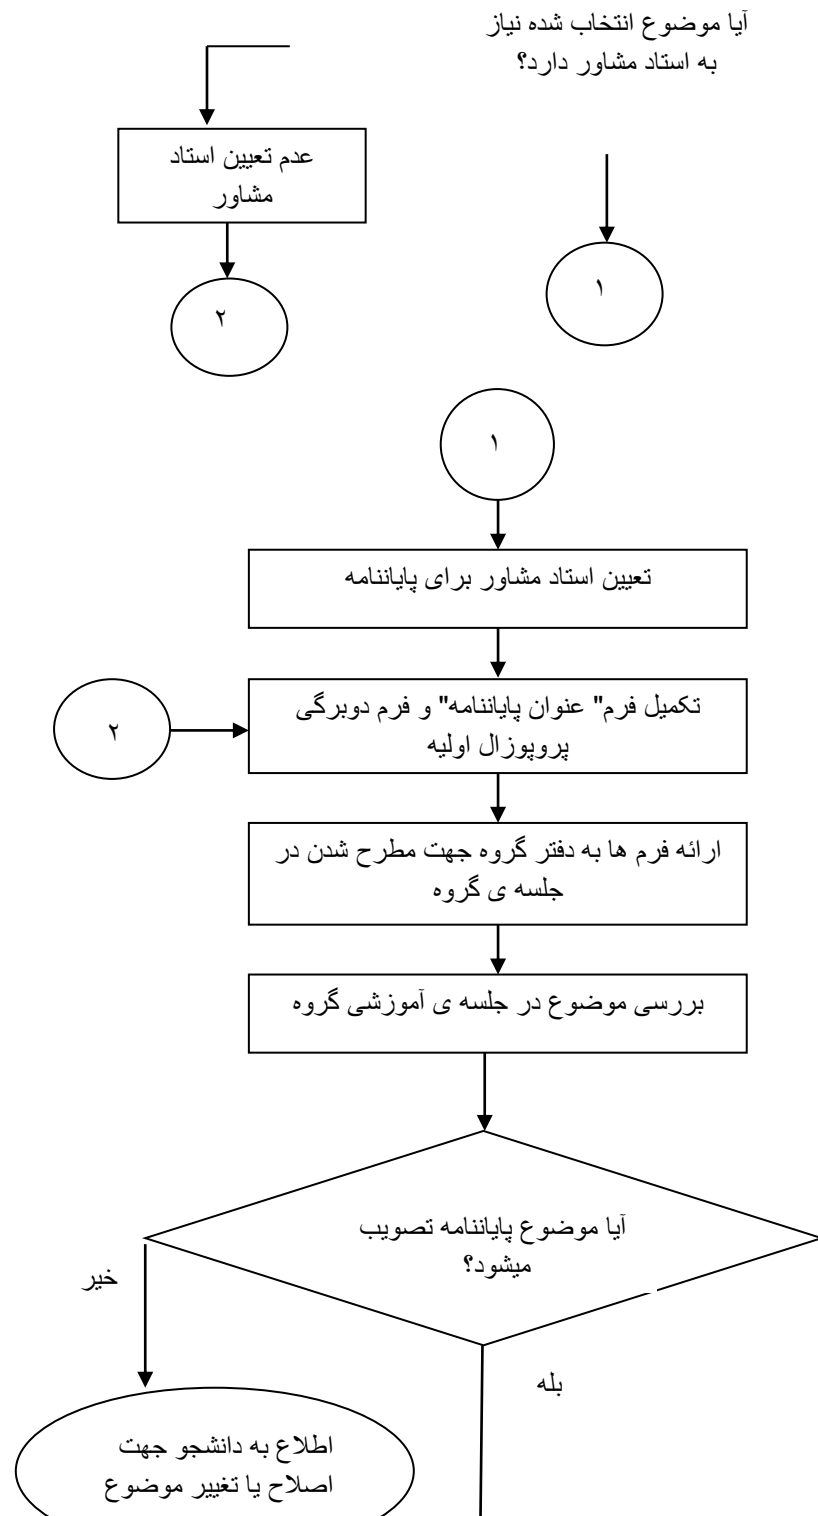 آیا موضوع انتخاب شده نیاز
به استاد مشاور دارد؟
عدم تعیین استاد
مشاور
۱
۲
۱
تعیین استاد مشاور برای پایاننامه
تکمیل فرم" عنوان پایاننامه" و فرم دوبرگی
پروپوزال اولیه
۲
ارائه فرم ها به دفتر گروه جهت مطرح شدن در
جلسه ی گروه
بررسی موضوع در جلسه ی آموزشی گروه
آیا موضوع پایاننامه تصویب
میشود؟
خیر
بله
اطلاع به دانشجو جهت
اصلاح یا تغییر موضوع